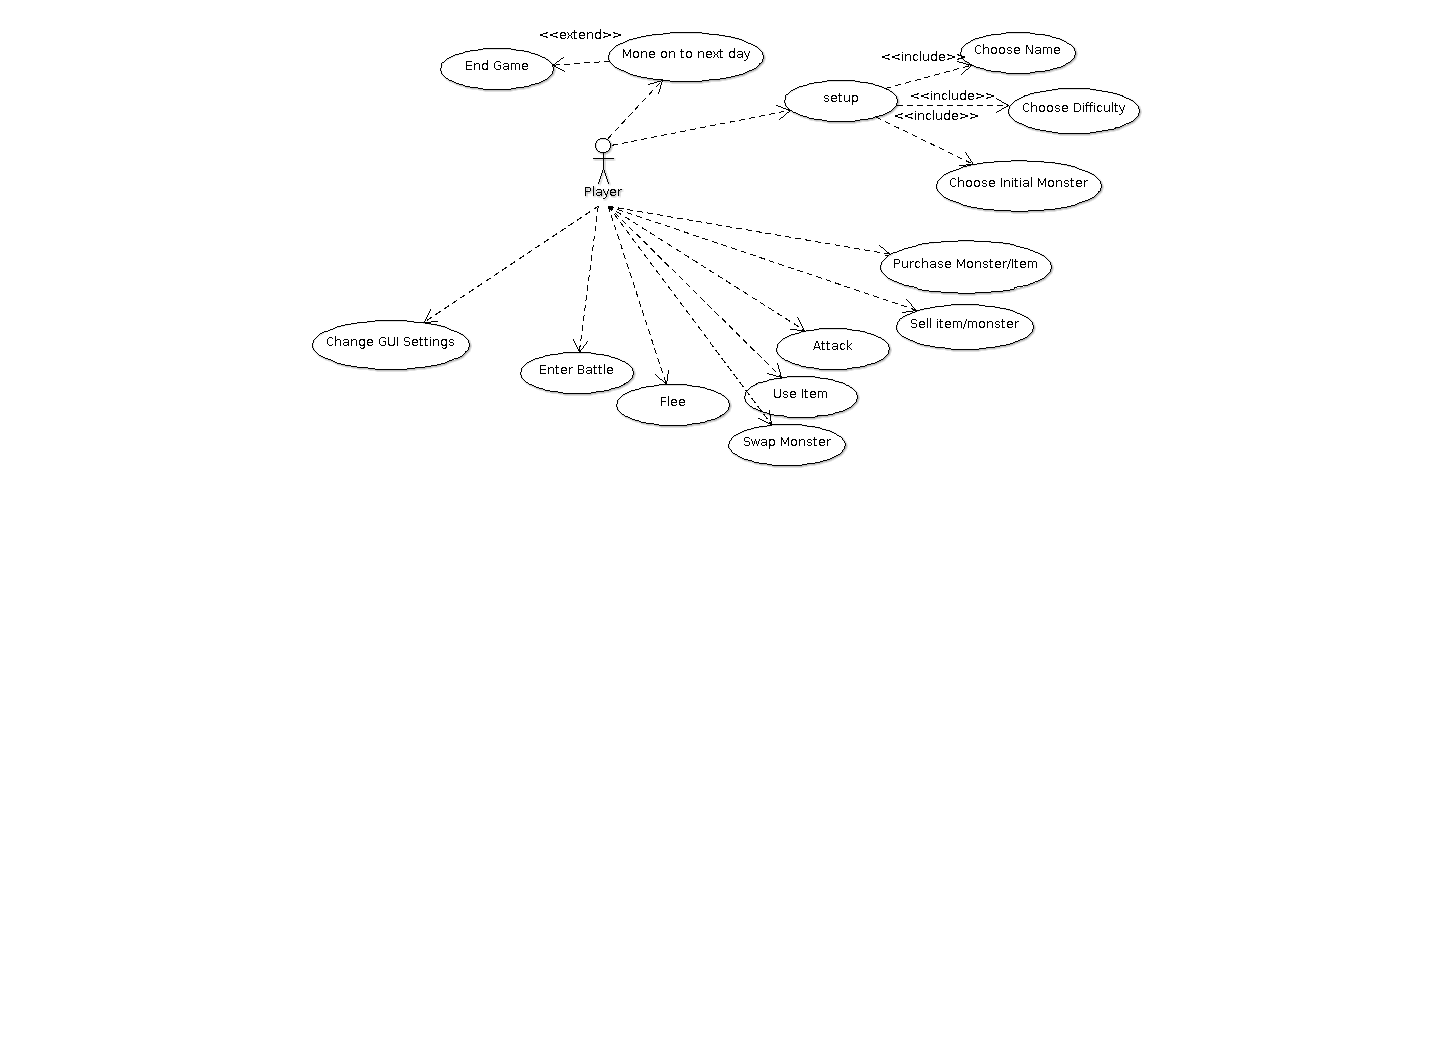 <<extend>>
Mone on to next day
End Game
Choose Name
<<include>>
setup
<<include>>
Choose Difficulty
<<include>>
Choose Initial Monster
Player
Purchase Monster/Item
Sell item/monster
Change GUI Settings
Attack
Enter Battle
Use Item
Flee
Swap Monster